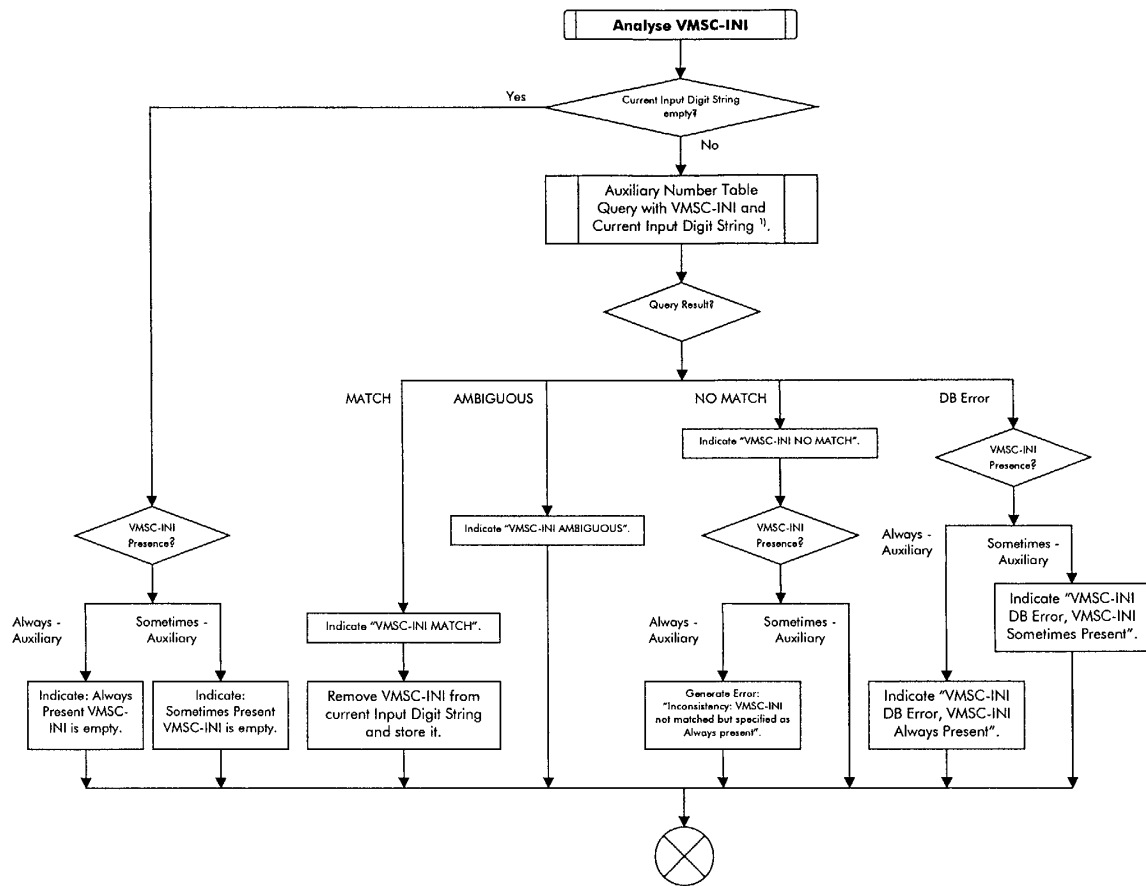 Analyse VMSC-INI
Current Input Digit String
empty?
Yes
No
Auxiliary Number Table
Query with VMSC-INI and
Current Input Digit String ¹⁾.
Query Result?
MATCH
AMBIGUOUS
NO MATCH
DB Error
Indicate "VMSC-INI NO MATCH".
VMSC-INI
Presence?
VMSC-INI
Presence?
Indicate "VMSC-INI AMBIGUOUS".
VMSC-INI
Presence?
Always -
Auxiliary
Sometimes -
Auxiliary
Indicate "VMSC-INI
DB Error, VMSC-INI
Sometimes Present".
Always -
Auxiliary
Sometimes -
Auxiliary
Indicate "VMSC-INI MATCH".
Always -
Auxiliary
Sometimes -
Auxiliary
Indicate: Always
Present VMSC-
INI is empty.
Indicate:
Sometimes Present
VMSC-INI is empty.
Remove VMSC-INI from
current Input Digit String
and store it.
Generate Error:
"Inconsistency: VMSC-INI
not matched but specified as
Always present".
Indicate "VMSC-INI
DB Error, VMSC-INI
Always Present".